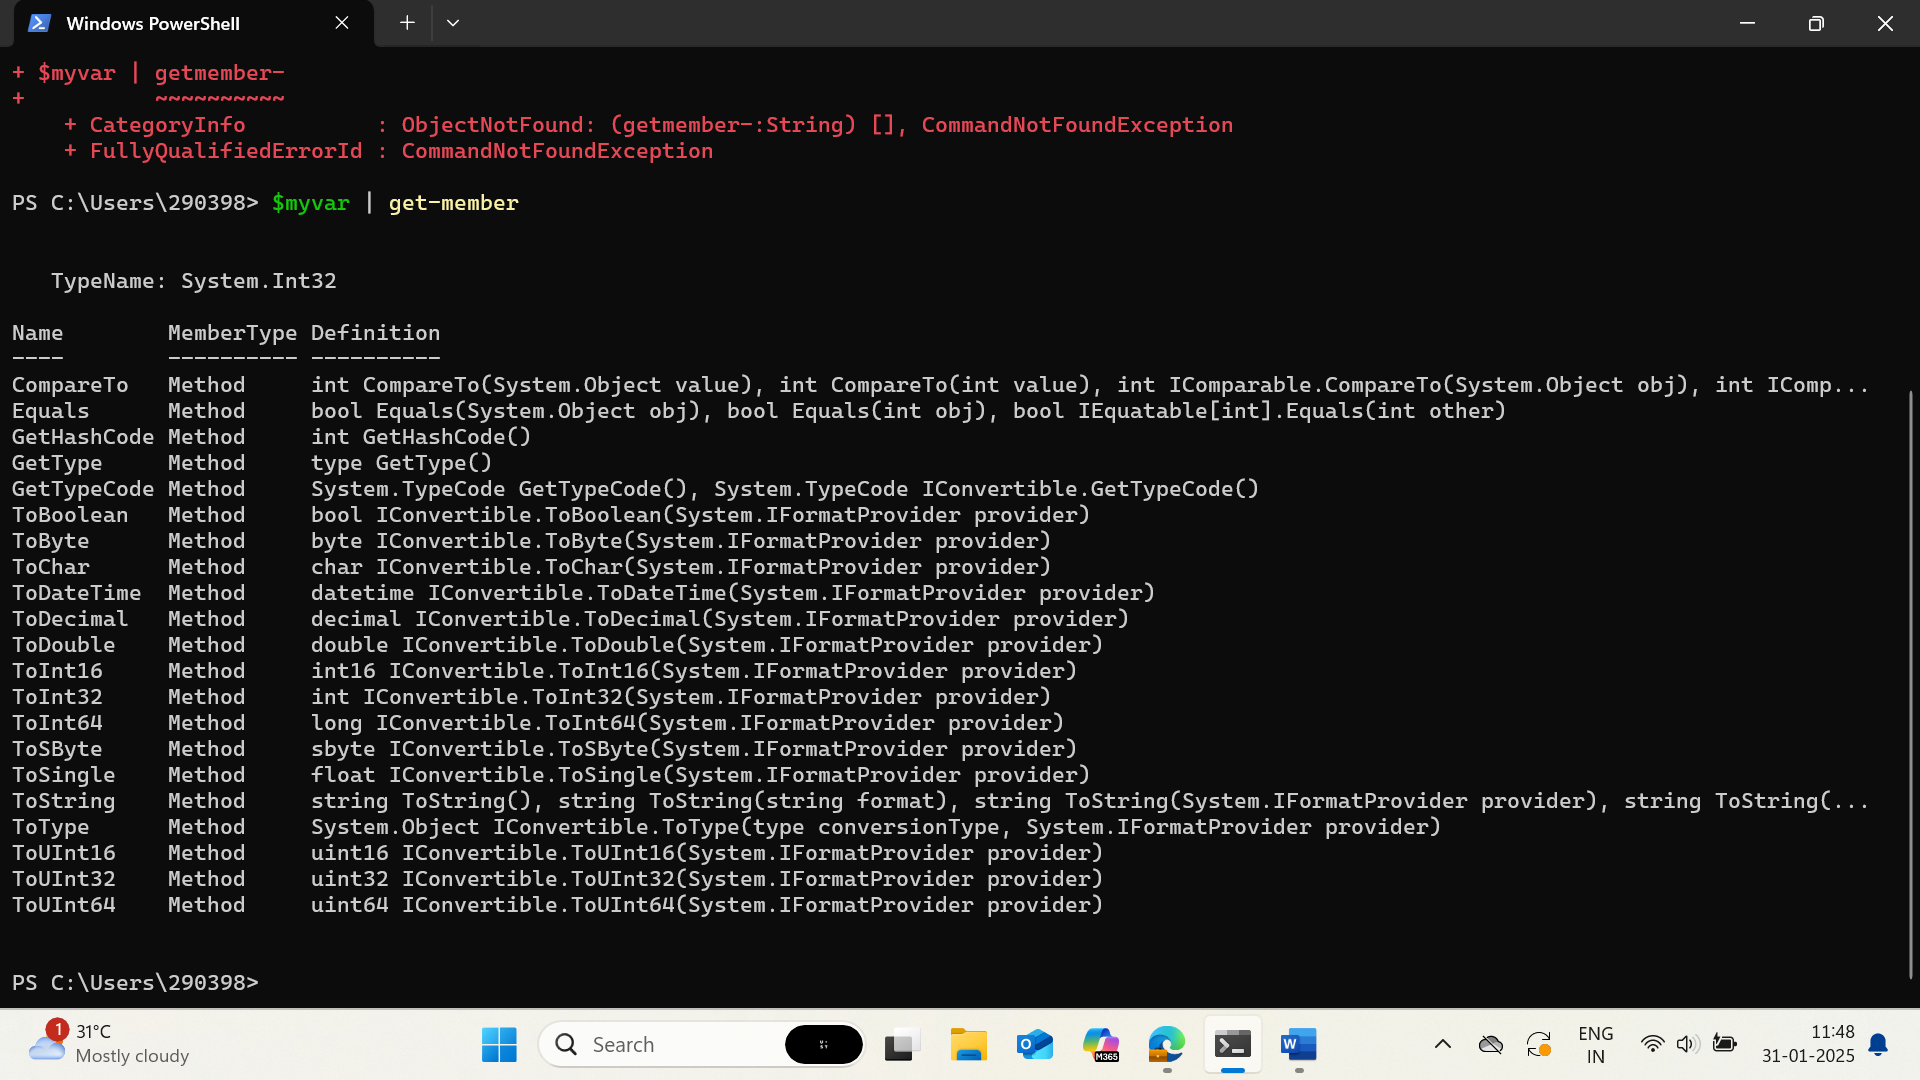 Windows PowerShell
+ $myvar | getmember-
+          ~~~~~~~~~~
    + CategoryInfo          : ObjectNotFound: (getmember-:String) [], CommandNotFoundException
    + FullyQualifiedErrorId : CommandNotFoundException
PS C:\Users\290398> $myvar | get-member
   TypeName: System.Int32
Name        MemberType Definition
----        ---------- ----------
CompareTo   Method     int CompareTo(System.Object value), int CompareTo(int value), int IComparable.CompareTo(System.Object obj), int IComp...
Equals      Method     bool Equals(System.Object obj), bool Equals(int obj), bool IEquatable[int].Equals(int other)
GetHashCode Method     int GetHashCode()
GetType     Method     type GetType()
GetTypeCode Method     System.TypeCode GetTypeCode(), System.TypeCode IConvertible.GetTypeCode()
ToBoolean   Method     bool IConvertible.ToBoolean(System.IFormatProvider provider)
ToByte      Method     byte IConvertible.ToByte(System.IFormatProvider provider)
ToChar      Method     char IConvertible.ToChar(System.IFormatProvider provider)
ToDateTime  Method     datetime IConvertible.ToDateTime(System.IFormatProvider provider)
ToDecimal   Method     decimal IConvertible.ToDecimal(System.IFormatProvider provider)
ToDouble    Method     double IConvertible.ToDouble(System.IFormatProvider provider)
ToInt16     Method     int16 IConvertible.ToInt16(System.IFormatProvider provider)
ToInt32     Method     int IConvertible.ToInt32(System.IFormatProvider provider)
ToInt64     Method     long IConvertible.ToInt64(System.IFormatProvider provider)
ToSByte     Method     sbyte IConvertible.ToSByte(System.IFormatProvider provider)
ToSingle    Method     float IConvertible.ToSingle(System.IFormatProvider provider)
ToString    Method     string ToString(), string ToString(string format), string ToString(System.IFormatProvider provider), string ToString(...
ToType      Method     System.Object IConvertible.ToType(type conversionType, System.IFormatProvider provider)
ToUInt16    Method     uint16 IConvertible.ToUInt16(System.IFormatProvider provider)
ToUInt32    Method     uint32 IConvertible.ToUInt32(System.IFormatProvider provider)
ToUInt64    Method     uint64 IConvertible.ToUInt64(System.IFormatProvider provider)
PS C:\Users\290398>
1
31°C
Mostly cloudy
Search
O
M365
W
ENG
IN
11:48
31-01-2025